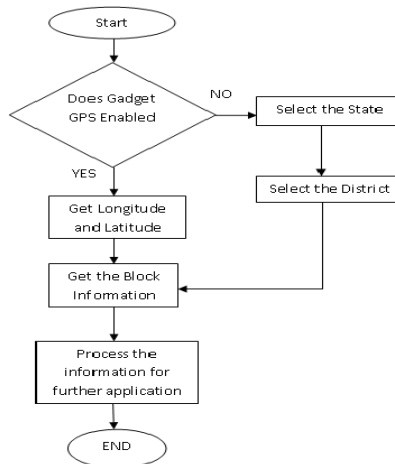 Start
Does Gadget
GPS Enabled
NO
Select the State
YES
Select the District
Get Longitude
and Latitude
Get the Block
Information
Process the
information for
further application
END